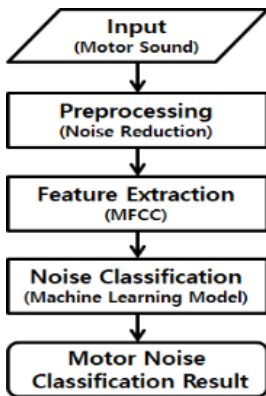 Input
(Motor Sound)
Preprocessing
(Noise Reduction)
Feature Extraction
(MFCC)
Noise Classification
(Machine Learning Model)
Motor Noise
Classification Result